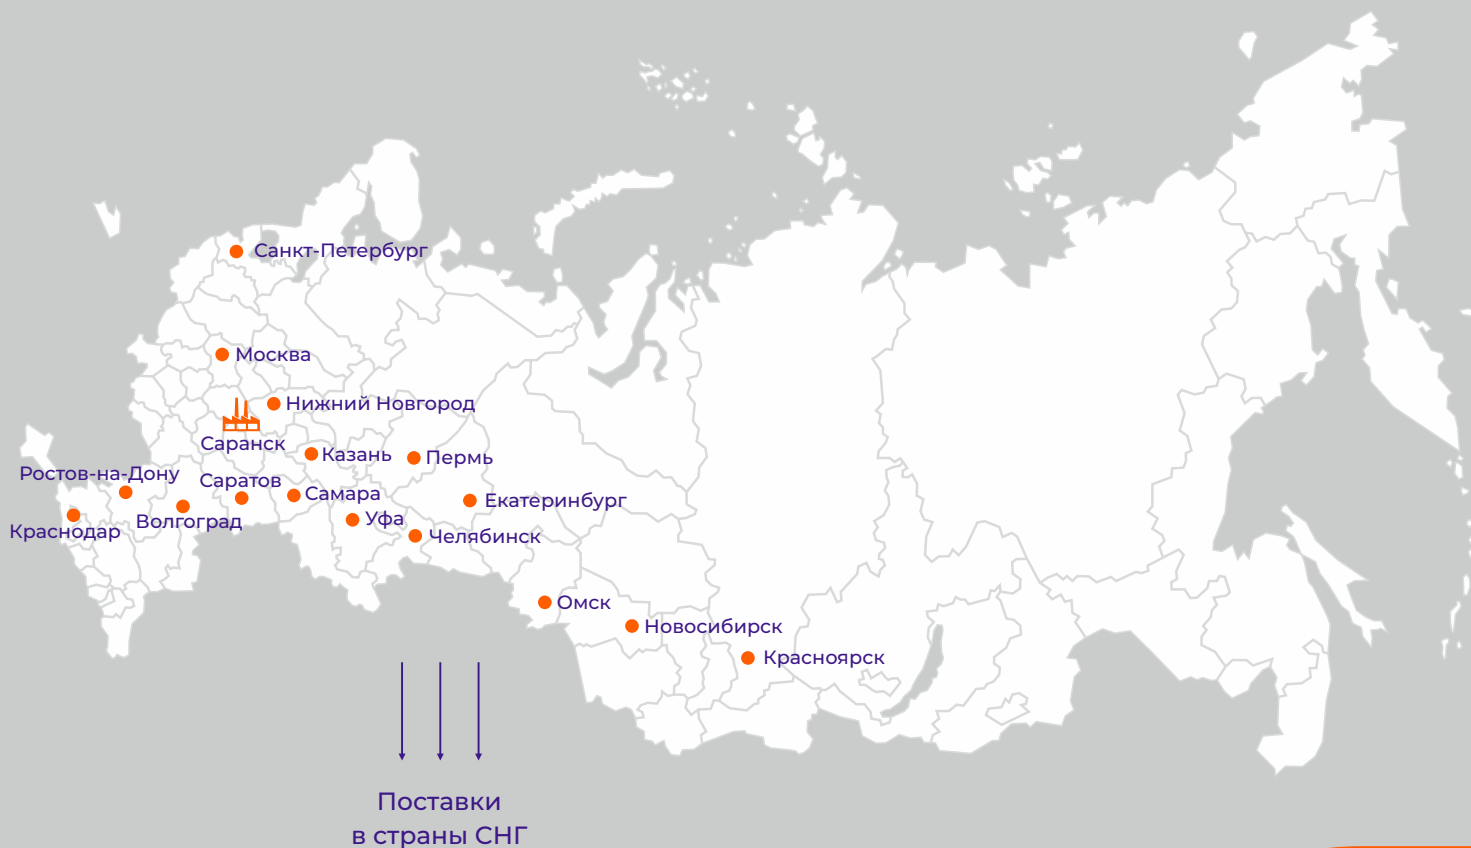 Санкт-Петербург
Москва
Нижний Новгород
Саранск
Казань
Пермь
Ростов-на-Дону
Саратов
Самара
Екатеринбург
Волгоград
Уфа
Краснодар
Челябинск
Омск
Новосибирск
Красноярск
Поставки
в страны СНГ